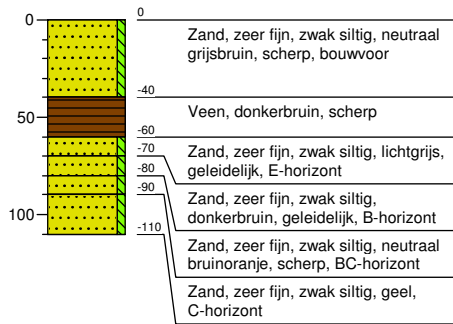 0
0
Zand, zeer fijn, zwak siltig, neutraal
grijsbruin, scherp, bouwvoor
-40
Veen, donkerbruin, scherp
50
-60
Zand, zeer fijn, zwak siltig, lichtgrijs,
geleidelijk, E-horizont
-70
-80
Zand, zeer fijn, zwak siltig,
donkerbruin, geleidelijk, B-horizont
-90
100
Zand, zeer fijn, zwak siltig, neutraal
bruinoranje, scherp, BC-horizont
-110
Zand, zeer fijn, zwak siltig, geel,
C-horizont